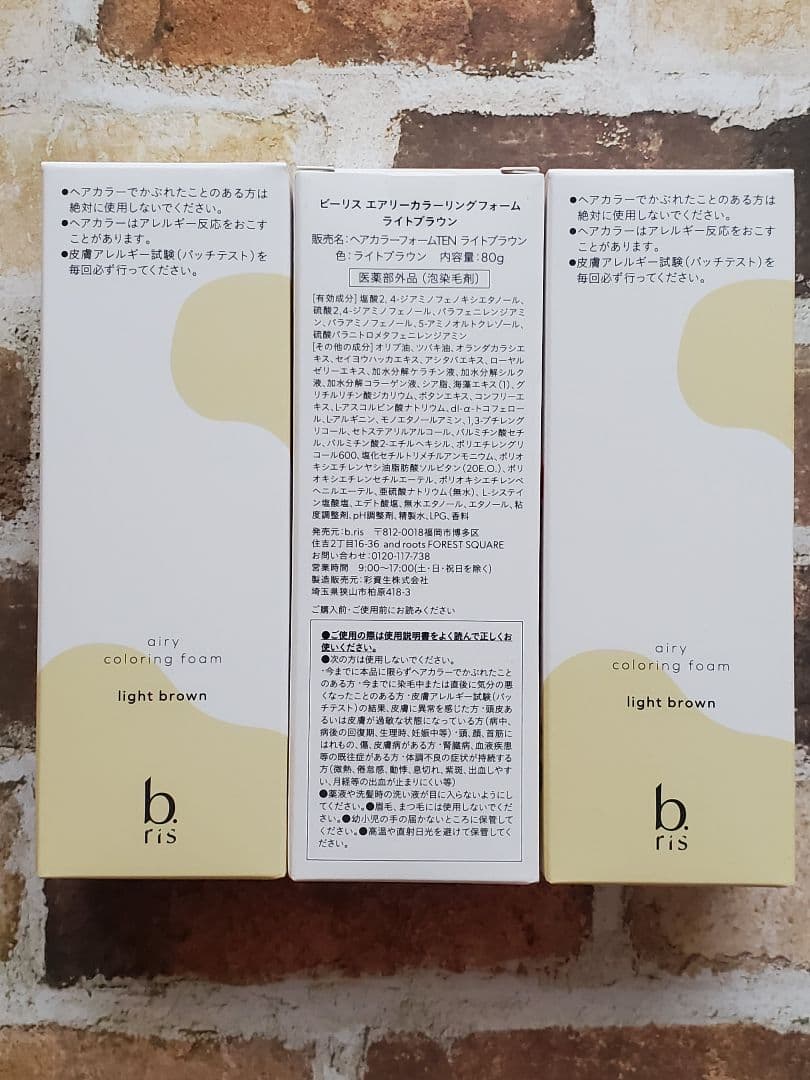 ●ヘアカラーでかぶれたことのある方は
絶対に使用しないでください。
●ヘアカラーはアレルギー反応をおこす
ことがあります。
●皮膚アレルギー試験(パッチテスト)を
毎回必ず行ってください。
airy
coloring foam
light brown
b.
ris
ビーリス エアリーカラーリングフォーム
ライトブラウン
販売名:ヘアカラーフォームTEN ライトブラウン
色:ライトブラウン 内容量:80g
医薬部外品(泡染毛剤)
[有効成分]塩酸2,4-ジアミノフェノキシエタノール、
硫酸2,4-ジアミノフェノール、パラフェニレンジアミ
ン、パラアミノフェノール、5-アミノオルトクレゾール、
硫酸パラニトロメタフェニレンジアミン
[その他の成分]オリブ油、ツバキ油、オランダカラシエ
キス、セイヨウハッカエキス、アシタバエキス、ローヤル
ゼリーエキス、加水分解ケラチン液、加水分解シルク
液、加水分解コラーゲン液、シア脂、海藻エキス(1)、グ
リチルリチン酸ジカリウム、ボタンエキス、コンフリーエ
キス、L-アスコルビン酸ナトリウム、dl-α-トコフェロー
ル、L-アルギニン、モノエタノールアミン、1,3-ブチレング
リコール、セトステアリルアルコール、パルミチン酸セチ
ル、パルミチン酸2-エチルヘキシル、ポリエチレングリ
コール600、塩化セチルトリメチルアンモニウム、ポリオ
キシエチレンヤシ油脂肪酸ソルビタン(20E.O.)、ポリ
オキシエチレンセチルエーテル、ポリオキシエチレンベ
ヘニルエーテル、亜硫酸ナトリウム(無水)、L-システイ
ン塩酸塩、エデト酸塩、無水エタノール、エタノール、粘
度調整剤、pH調整剤、精製水、LPG、香料
発売元:b.ris 〒812-0018福岡市博多区
住吉2丁目16-36 and roots FOREST SQUARE
お問い合わせ:0120-117-738
営業時間 9:00〜17:00(土・日・祝日を除く)
製造販売元:彩資生株式会社
埼玉県狭山市柏原418-3
ご購入前・ご使用前にお読みください
●ご使用の際は使用説明書をよく読んで正しくお
使いください。
●次の方は使用しないでください。
・今までに本品に限らずヘアカラーでかぶれたこと
のある方・今までに染毛中または直後に気分の悪
くなったことのある方・皮膚アレルギー試験(パッ
チテスト)の結果、皮膚に異常を感じた方・頭皮あ
るいは皮膚が過敏な状態になっている方(病中、
病後の回復期、生理時、妊娠中等)・頭、顔、首筋に
はれもの、傷、皮膚病がある方・腎臓病、血液疾患
等の既往症がある方・体調不良の症状が持続する
方(微熱、倦怠感、動悸、息切れ、紫斑、出血しやす
い、月経等の出血が止まりにくい等)
●薬液や洗髪時の洗い液が目に入らないようにし
てください。●眉毛、まつ毛には使用しないでくだ
さい。●幼小児の手の届かないところに保管して
ください。●高温や直射日光を避けて保管してく
ださい。
●ヘアカラーでかぶれたことのある方は
絶対に使用しないでください。
●ヘアカラーはアレルギー反応をおこす
ことがあります。
●皮膚アレルギー試験(パッチテスト)を
毎回必ず行ってください。
airy
coloring foam
light brown
b.
ris